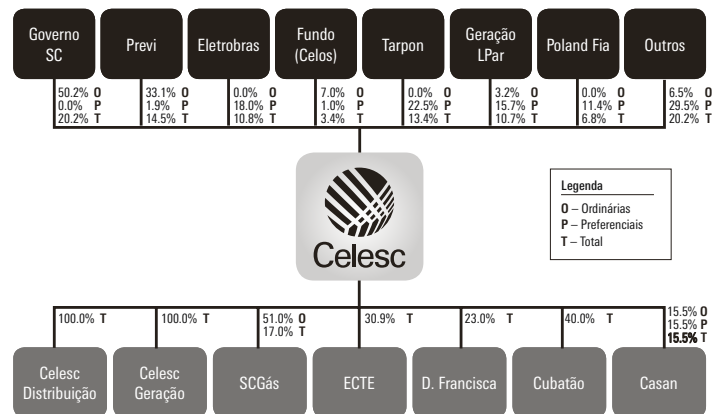 Governo
SC
Previ
Eletrobras
Fundo
(Celos)
Tarpon
Geração
LPar
Poland Fia
Outros
50.2% O
0.0% P
20.2% T
33.1% O
1.9% P
14.5% T
0.0% O
18.0% P
10.8% T
7.0% O
1.0% P
3.4% T
0.0% O
22.5% P
13.4% T
3.2% O
15.7% P
10.7% T
0.0% O
11.4% P
6.8% T
6.5% O
29.5% P
20.2% T
Celesc
Legenda
O – Ordinárias
P – Preferenciais
T – Total
100.0% T
100.0% T
51.0% O
17.0% T
30.9% T
23.0% T
40.0% T
15.5% O
15.5% P
15.5% T
Celesc
Distribuição
Celesc
Geração
SCGás
ECTE
D. Francisca
Cubatão
Casan